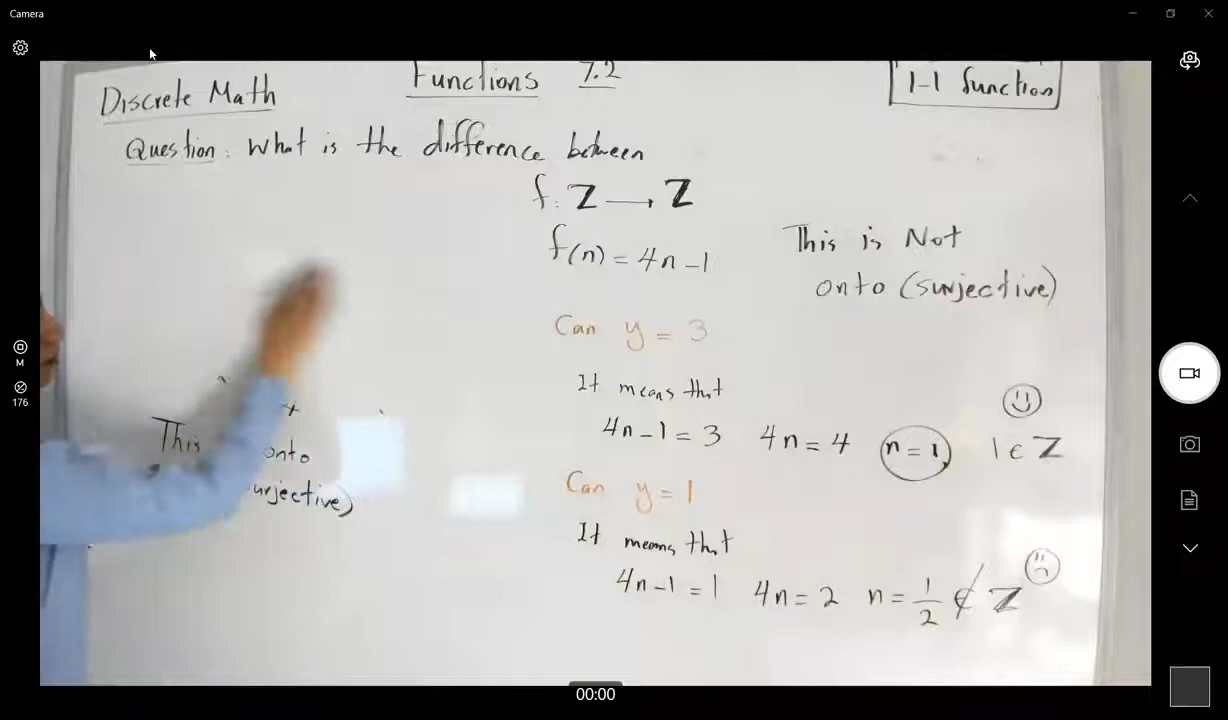 Camera
Discrete Math
Functions 7.2
1-1 function
Question: What is the difference between
f: Z → Z
f(n) = 4n - 1
This is Not
onto (surjective)
Can y = 3
It means that
4n - 1 = 3 4n = 4 n = 1, 1 ∈ Z
This onto
urjective)
Can y = 1
It means that
4n - 1 = 1 4n = 2 n = 1/2 ∉ Z
M
176
00:00